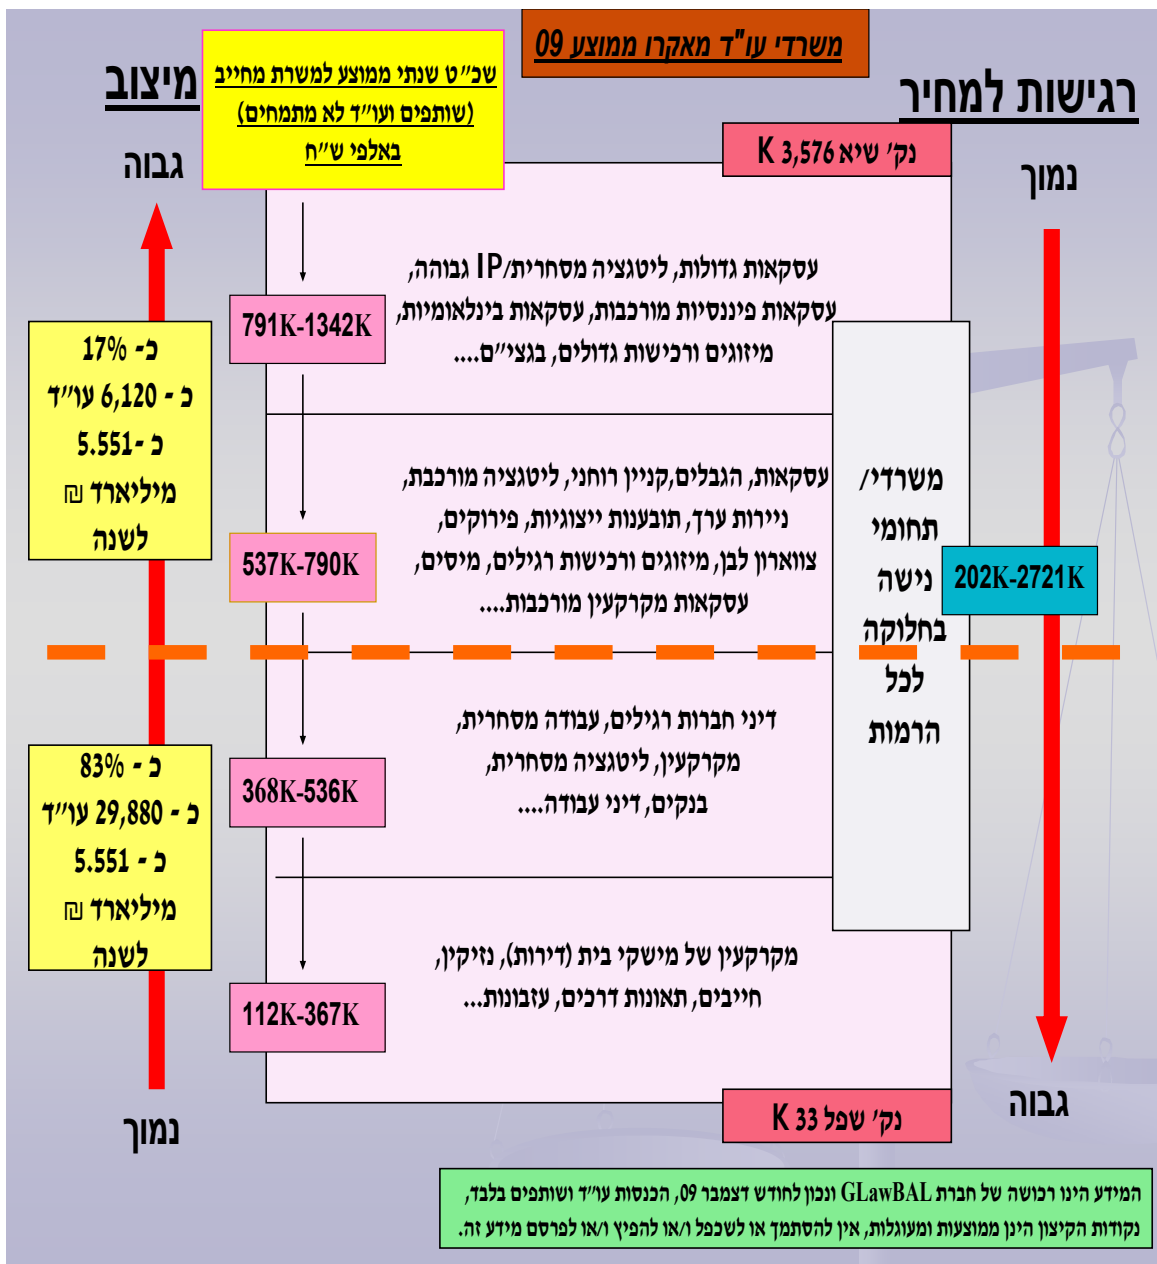 משרדי עו"ד מאקרו ממוצע 09
רגישות למחיר
נמוך
גבוה
מיצוב
גבוה
נמוך
שכ״ט שנתי ממוצע למשרת מחייב
(שותפים ועו״ד לא מתמחים)
באלפי ש״ח
נק׳ שיא 3,576 K
עסקאות גדולות, ליטגציה מסחרית/IP גבוהה,
עסקאות פיננסיות מורכבות, עסקאות בינלאומיות,
מיזוגים ורכישות גדולים, בגצי״ם....
791K-1342K
עסקאות, הגבלים,קניין רוחני, ליטגציה מורכבת,
ניירות ערך, תובענות ייצוגיות, פירוקים,
צווארון לבן, מיזוגים ורכישות רגילים, מיסים,
עסקאות מקרקעין מורכבות....
537K-790K
דיני חברות רגילים, עבודה מסחרית,
מקרקעין, ליטגציה מסחרית,
בנקים, דיני עבודה....
368K-536K
מקרקעין של מישקי בית (דירות), נזיקין,
חייבים, תאונות דרכים, עזבונות...
112K-367K
משרדי/
תחומי
נישה
בחלוקה
לכל
הרמות
202K-2721K
כ- 17%
כ - 6,120 עו״ד
כ -5.551
מיליארד ₪
לשנה
כ - 83%
כ - 29,880 עו״ד
כ - 5.551
מיליארד ₪
לשנה
נק׳ שפל 33 K
המידע הינו רכושה של חברת GLawBAL ונכון לחודש דצמבר 09, הכנסות עו״ד ושותפים בלבד,
נקודות הקיצון הינן ממוצעות ומעוגלות, אין להסתמך או לשכפל ו/או להפיץ ו/או לפרסם מידע זה.